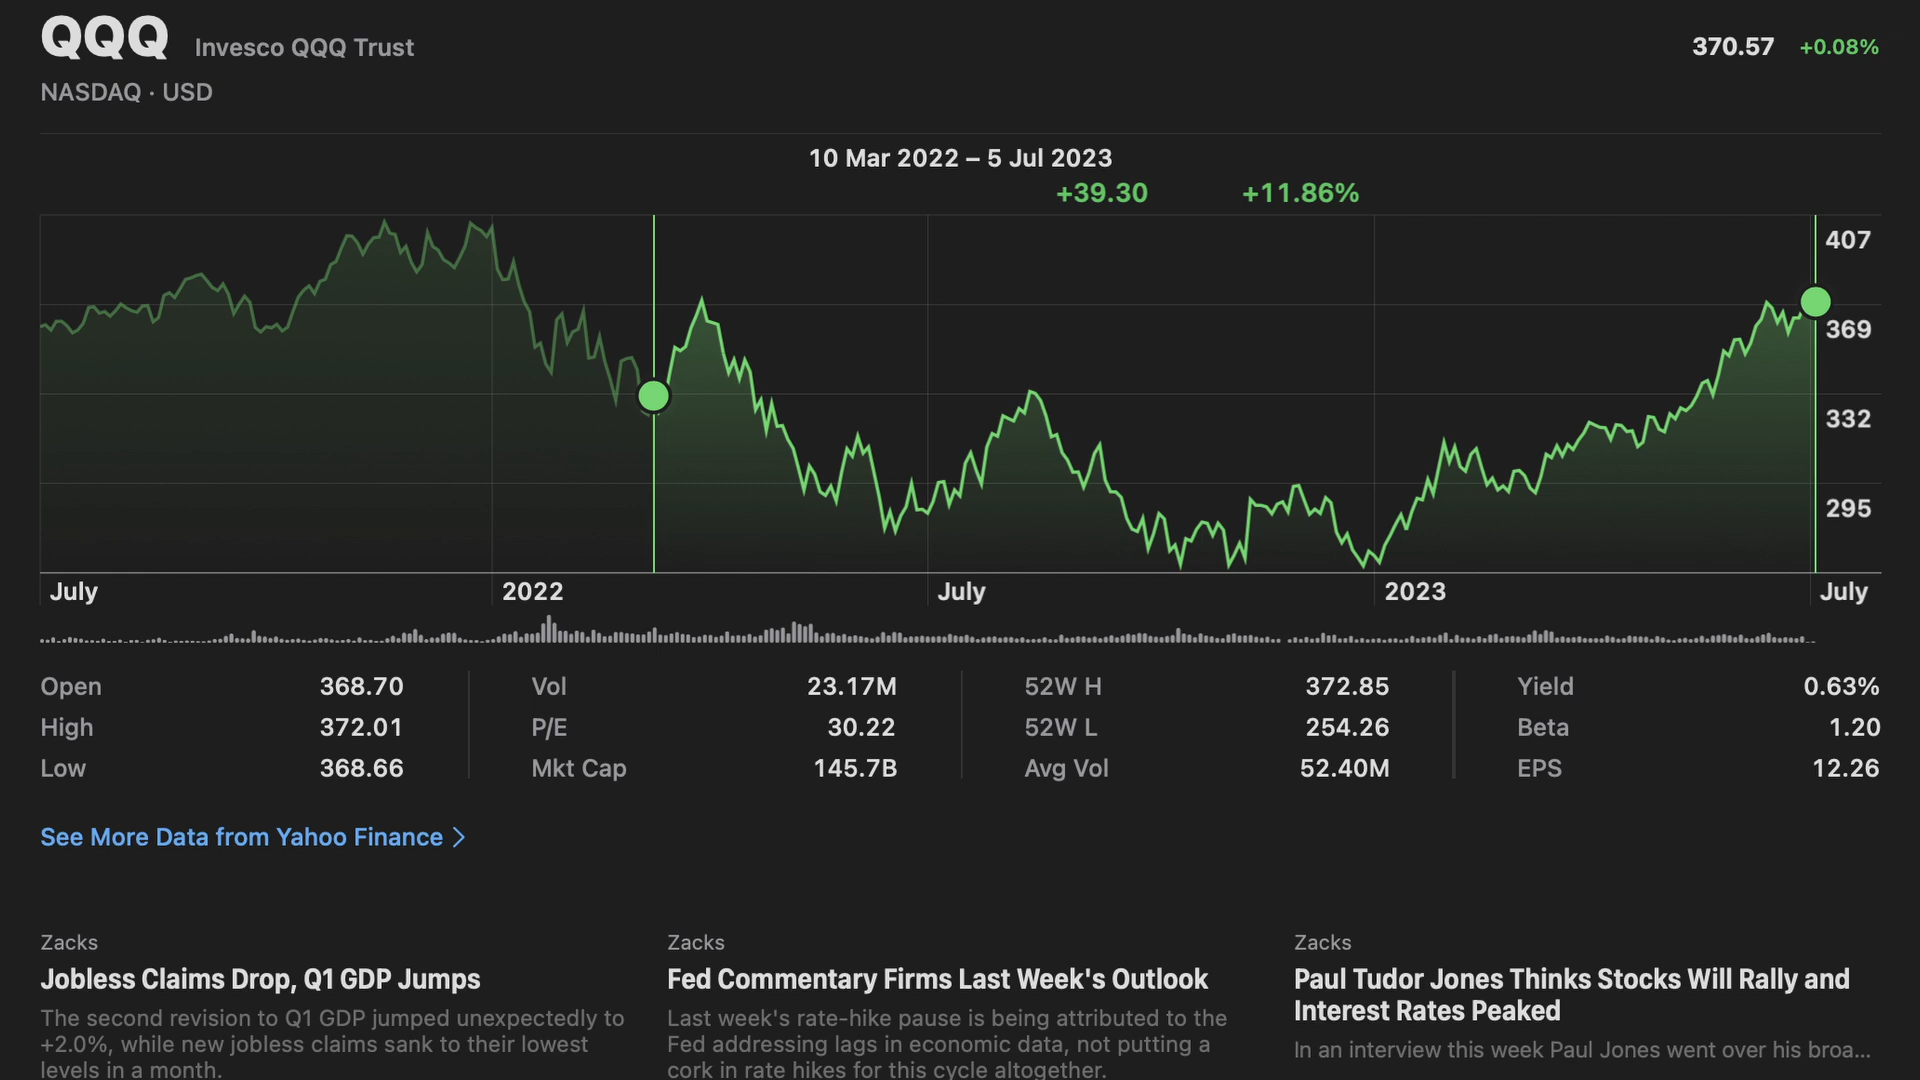 QQQ Invesco QQQ Trust 370.57 +0.08%
NASDAQ · USD
10 Mar 2022 – 5 Jul 2023
+39.30 +11.86%
407
369
332
295
July 2022 July 2023 July
Open 368.70 Vol 23.17M 52W H 372.85 Yield 0.63%
High 372.01 P/E 30.22 52W L 254.26 Beta 1.20
Low 368.66 Mkt Cap 145.7B Avg Vol 52.40M EPS 12.26
See More Data from Yahoo Finance >
Zacks
Jobless Claims Drop, Q1 GDP Jumps
The second revision to Q1 GDP jumped unexpectedly to
+2.0%, while new jobless claims sank to their lowest
levels in a month.
Zacks
Fed Commentary Firms Last Week's Outlook
Last week's rate-hike pause is being attributed to the
Fed addressing lags in economic data, not putting a
cork in rate hikes for this cycle altogether.
Zacks
Paul Tudor Jones Thinks Stocks Will Rally and
Interest Rates Peaked
In an interview this week Paul Jones went over his broa...